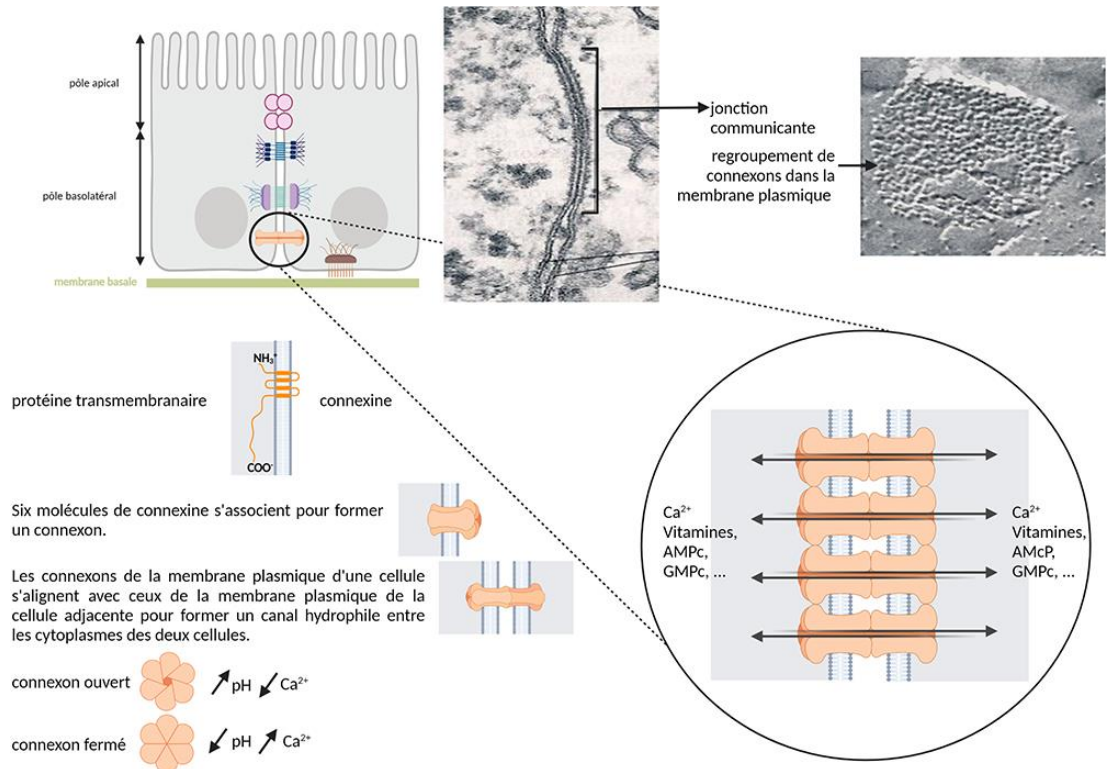 pôle apical
pôle basolatéral
membrane basale
jonction
communicante
regroupement de
connexons dans la
membrane plasmique
protéine transmembranaire
NH₃⁺
COO⁻
connexine
Six molécules de connexine s'associent pour former
un connexon.
Les connexons de la membrane plasmique d'une cellule
s'alignent avec ceux de la membrane plasmique de la
cellule adjacente pour former un canal hydrophile entre
les cytoplasmes des deux cellules.
connexon ouvert ↗ pH ↙ Ca²⁺
connexon fermé ↙ pH ↗ Ca²⁺
Ca²⁺
Vitamines,
AMPc,
GMPc, ...
Ca²⁺
Vitamines,
AMcP,
GMPc, ...